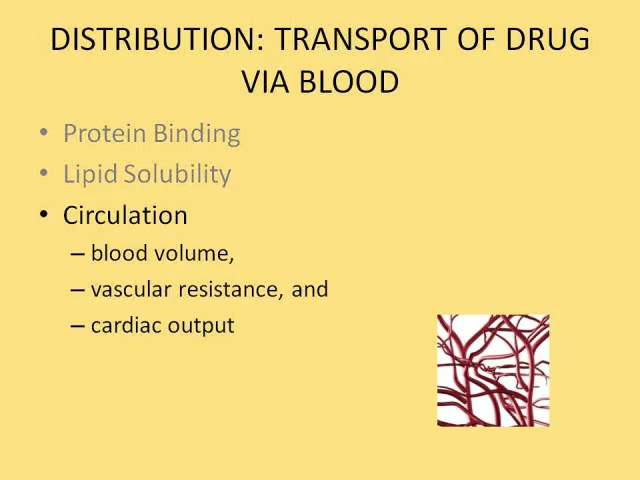 DISTRIBUTION: TRANSPORT OF DRUG
VIA BLOOD
• Protein Binding
• Lipid Solubility
• Circulation
– blood volume,
– vascular resistance, and
– cardiac output